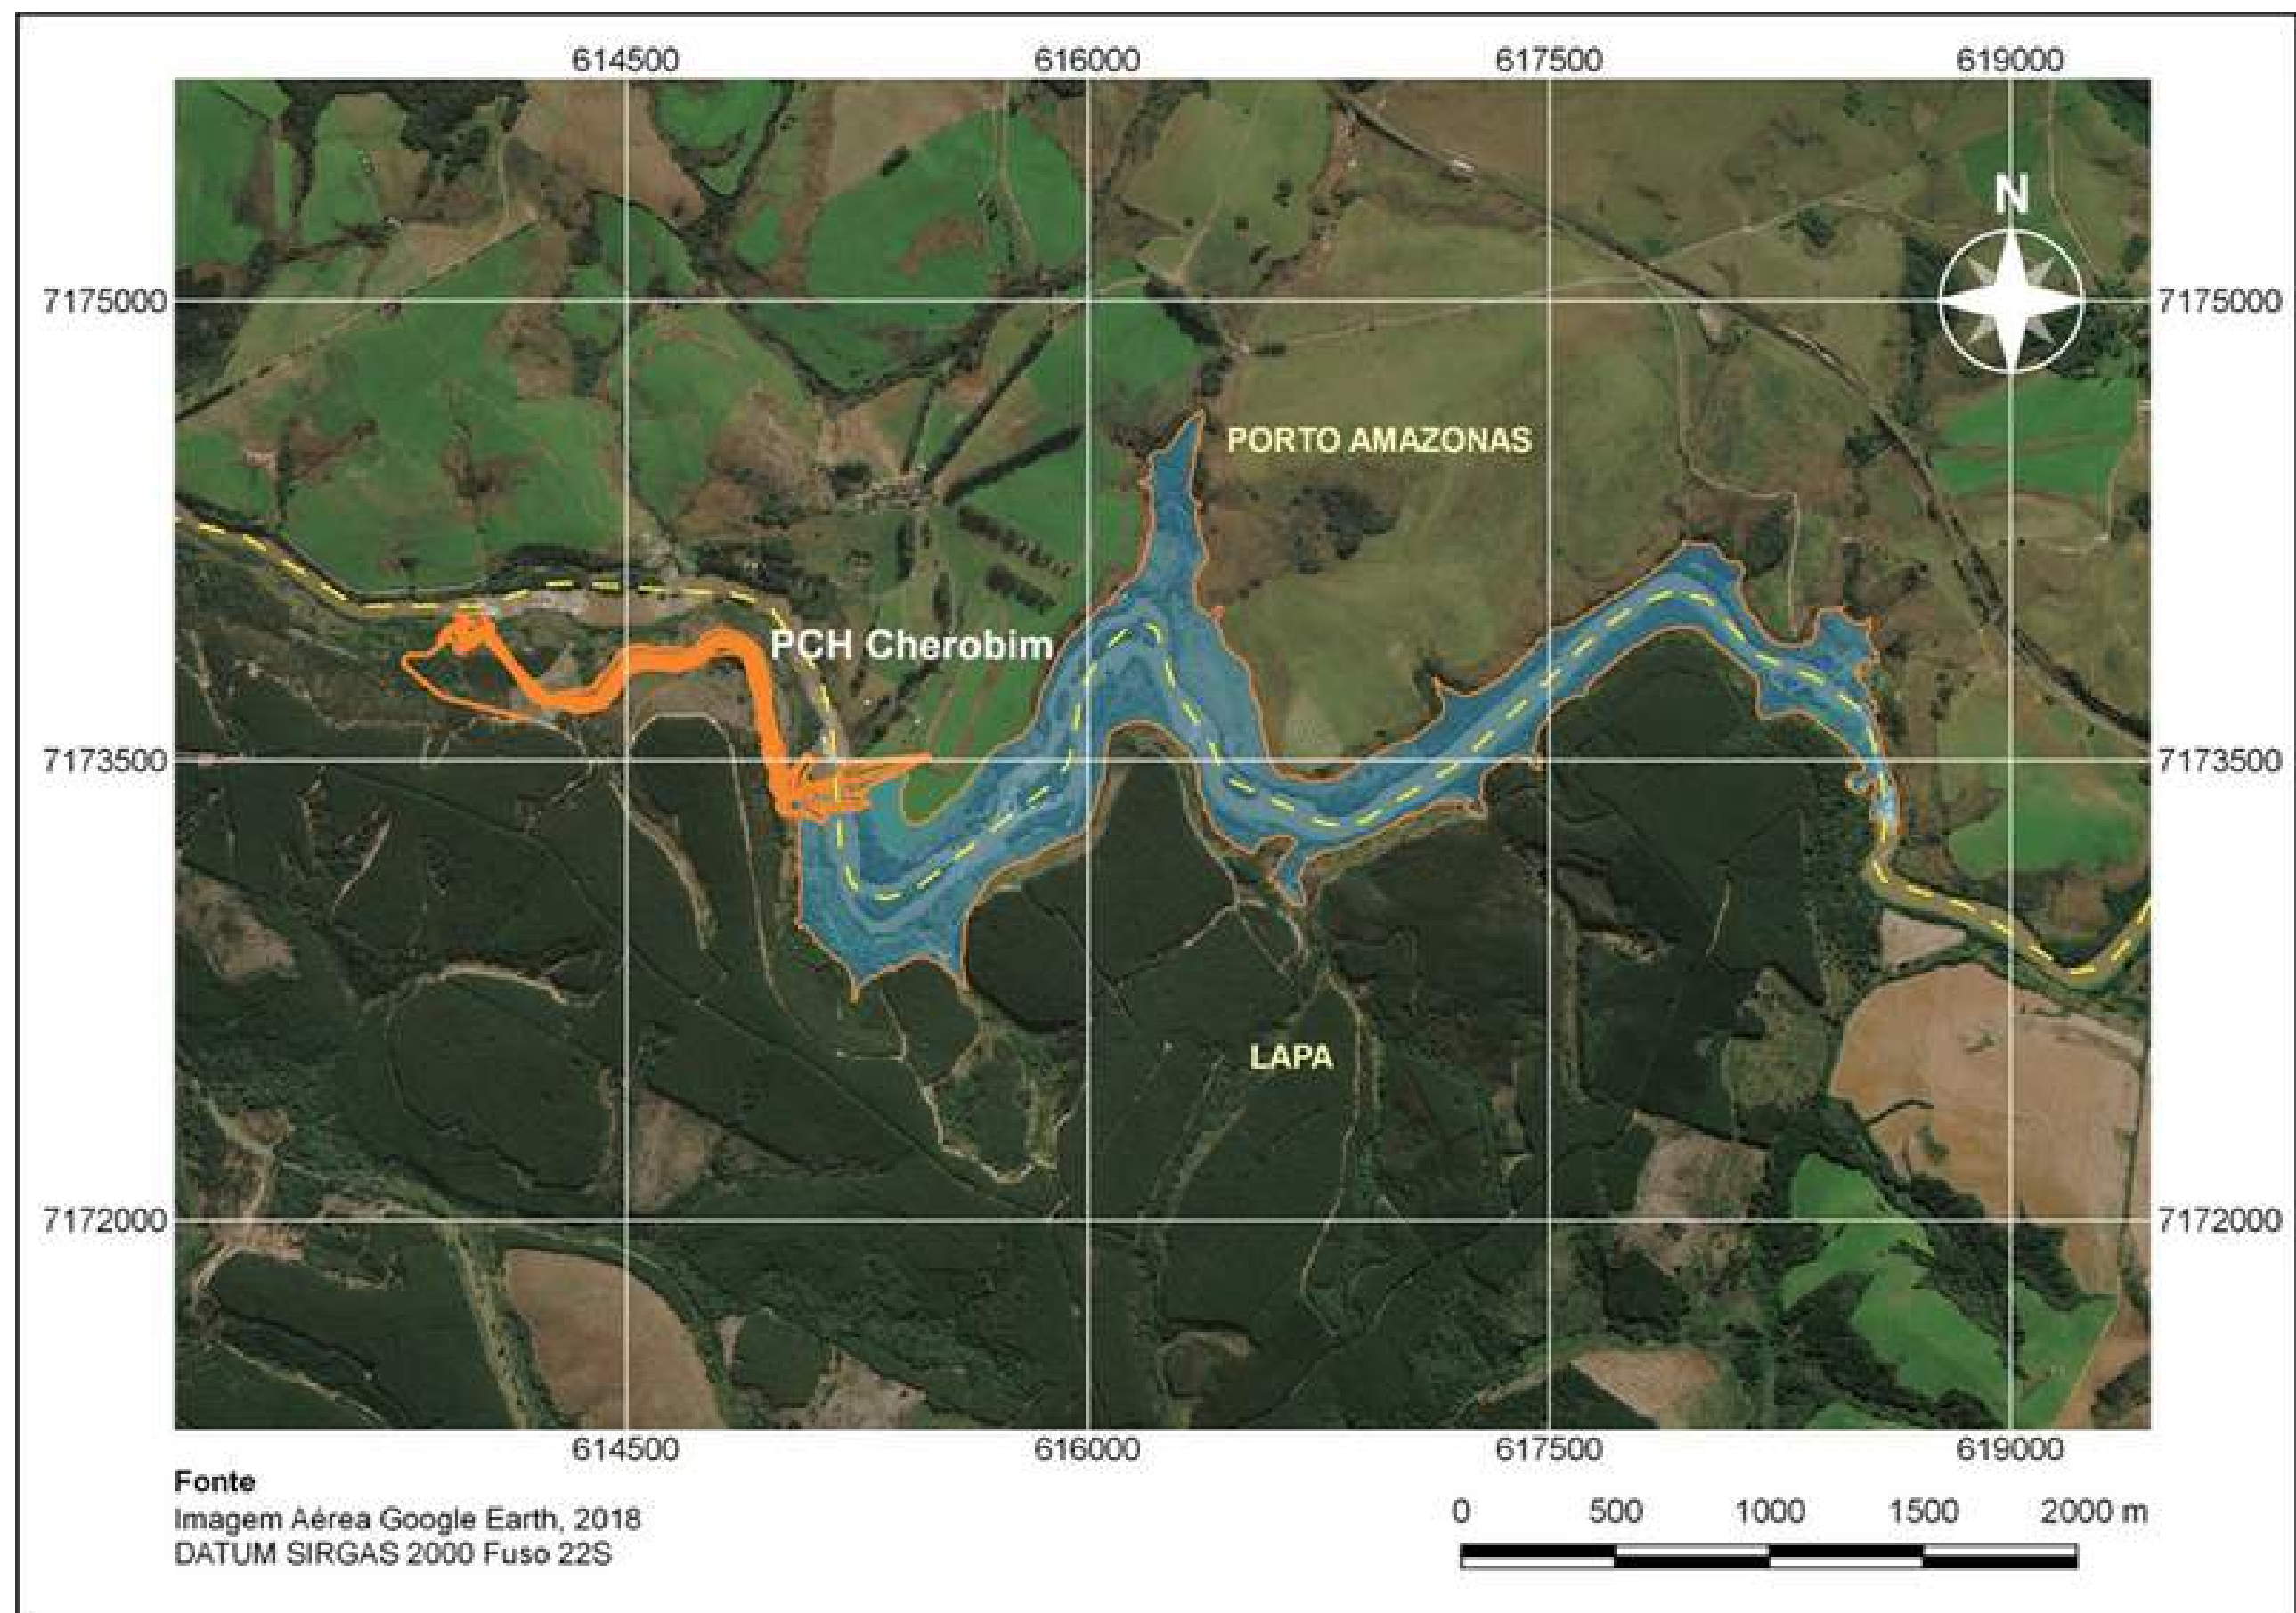 614500 616000 617500 619000
N
7175000 7175000
PORTO AMAZONAS
PCH Cherobim
7173500 7173500
LAPA
7172000 7172000
614500 616000 617500 619000
Fonte
Imagem Aérea Google Earth, 2018
DATUM SIRGAS 2000 Fuso 22S
0 500 1000 1500 2000 m